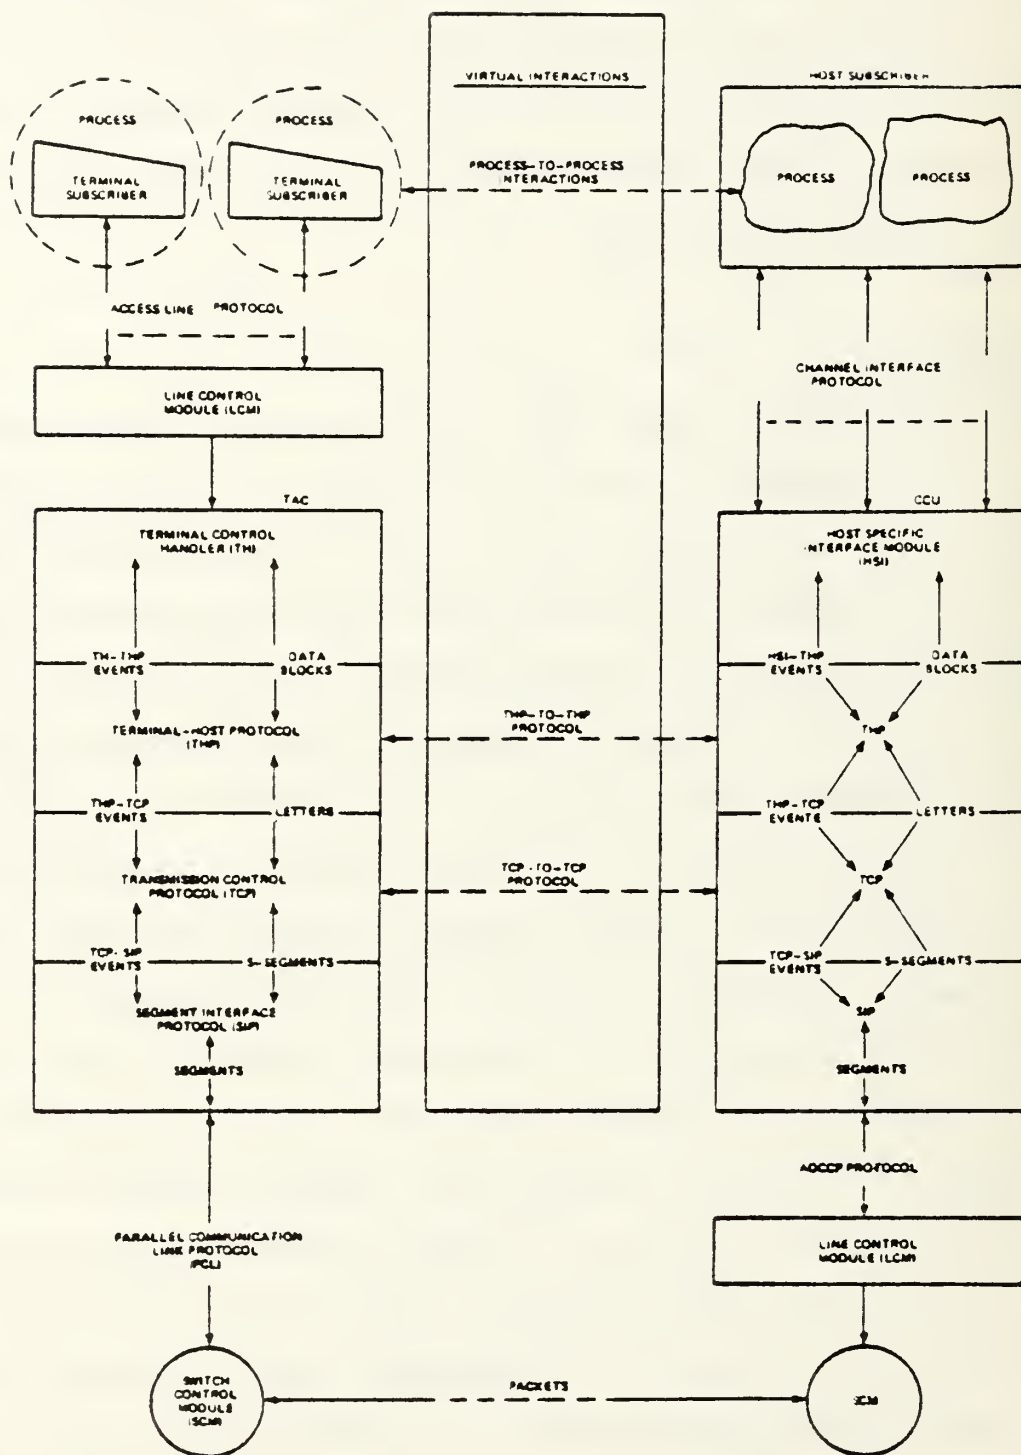 VIRTUAL INTERACTIONS
HOST SUBSCRIBER
PROCESS
PROCESS
TERMINAL
SUBSCRIBER
TERMINAL
SUBSCRIBER
PROCESS-TO-PROCESS
INTERACTIONS
PROCESS
PROCESS
ACCESS LINE PROTOCOL
CHANNEL INTERFACE
PROTOCOL
LINE CONTROL
MODULE (LCM)
TAC
CCU
TERMINAL CONTROL
HANDLER (TH)
HOST SPECIFIC
INTERFACE MODULE
(HSI)
TH-THP
EVENTS
DATA
BLOCKS
HSI-THP
EVENTS
DATA
BLOCKS
TERMINAL-HOST PROTOCOL
(THP)
THP-TO-THP
PROTOCOL
THP
THP-TCP
EVENTS
LETTERS
THP-TCP
EVENTE
LETTERS
TRANSMISSION CONTROL
PROTOCOL (TCP)
TCP-TO-TCP
PROTOCOL
TCP
TCP-SIP
EVENTS
S-SEGMENTS
TCP-SIP
EVENTS
S-SEGMENTS
SEGMENT INTERFACE
PROTOCOL (SIP)
SIP
SEGMENTS
SEGMENTS
ADCCP PROTOCOL
PARALLEL COMMUNICATION
LINE PROTOCOL
(PCL)
LINE CONTROL
MODULE (LCM)
SWITCH
CONTROL
MODULE
(SCM)
PACKETS
SCM